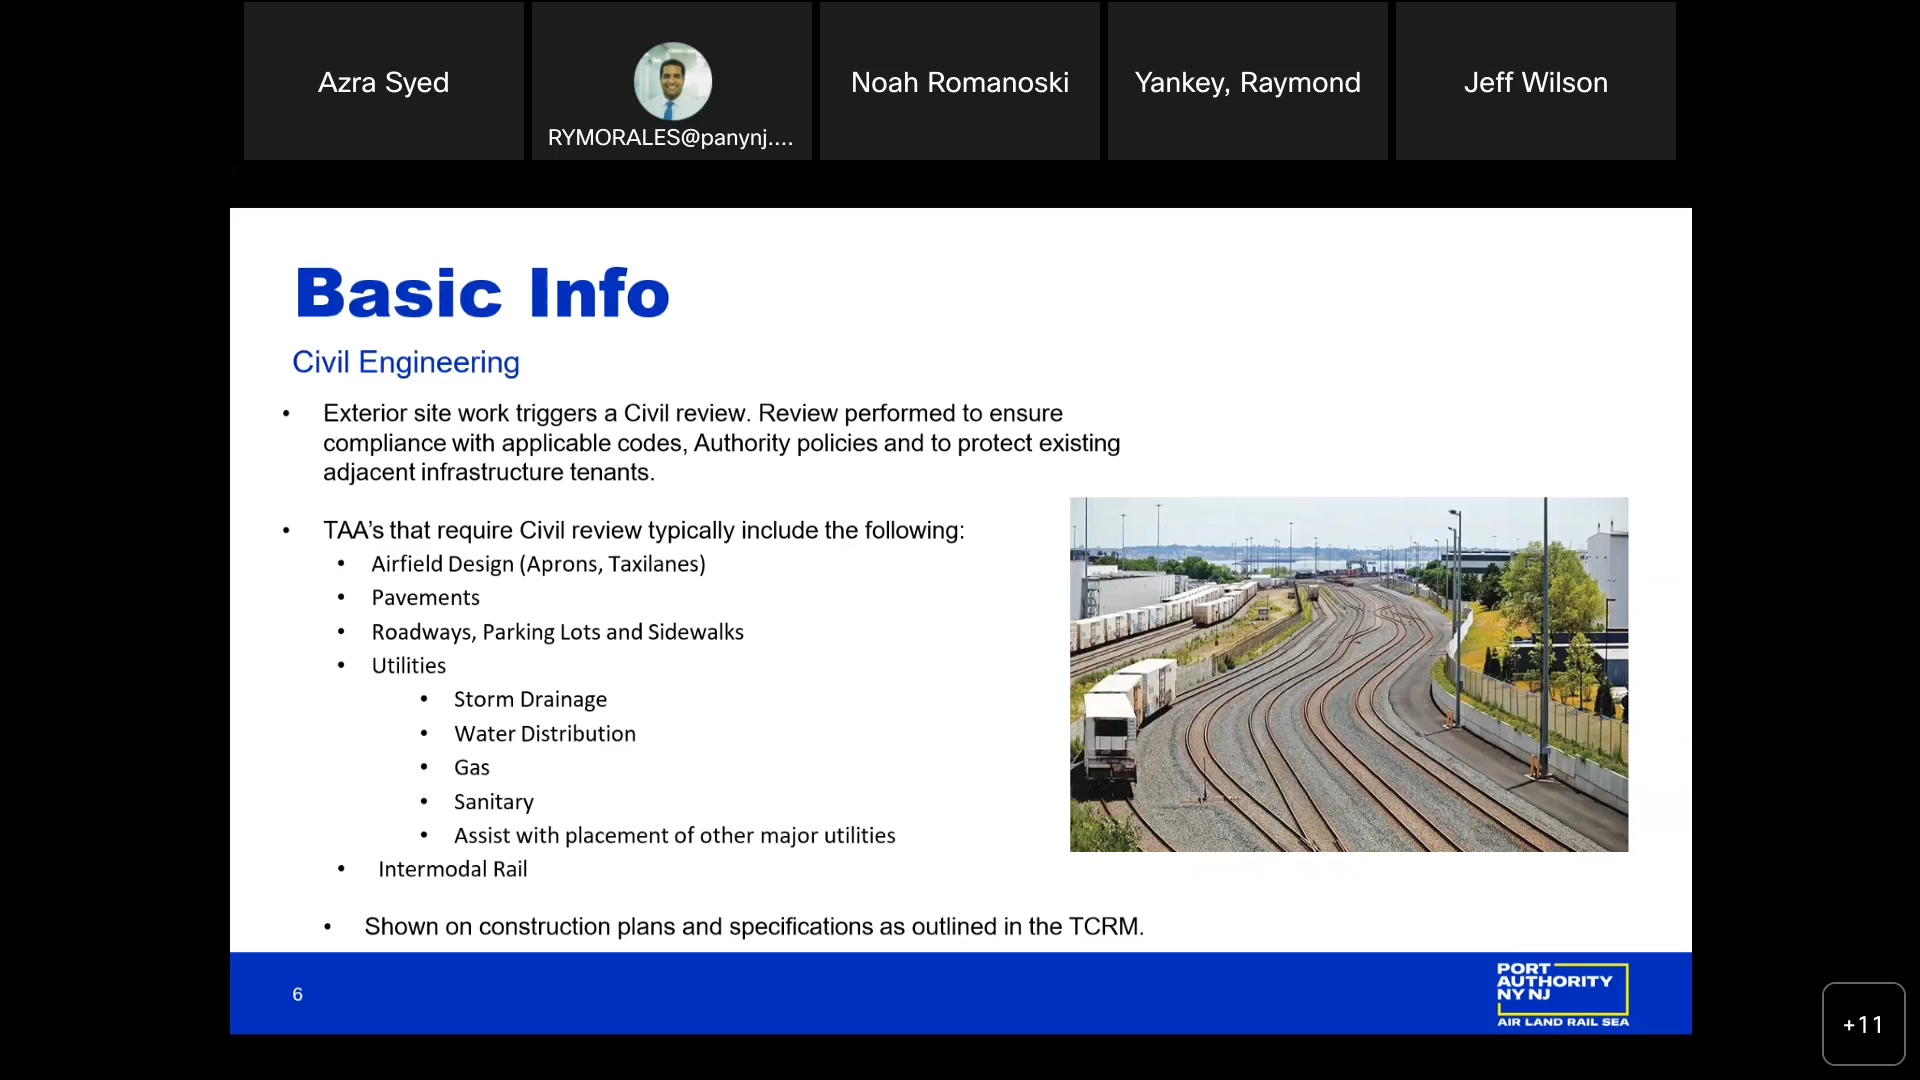 Azra Syed
RYMORALES@panynj....
Noah Romanoski
Yankey, Raymond
Jeff Wilson
Basic Info
Civil Engineering
• Exterior site work triggers a Civil review. Review performed to ensure
compliance with applicable codes, Authority policies and to protect existing
adjacent infrastructure tenants.
• TAA’s that require Civil review typically include the following:
• Airfield Design (Aprons, Taxilanes)
• Pavements
• Roadways, Parking Lots and Sidewalks
• Utilities
• Storm Drainage
• Water Distribution
• Gas
• Sanitary
• Assist with placement of other major utilities
• Intermodal Rail
• Shown on construction plans and specifications as outlined in the TCRM.
6
PORT
AUTHORITY
NY NJ
AIR LAND RAIL SEA
+11